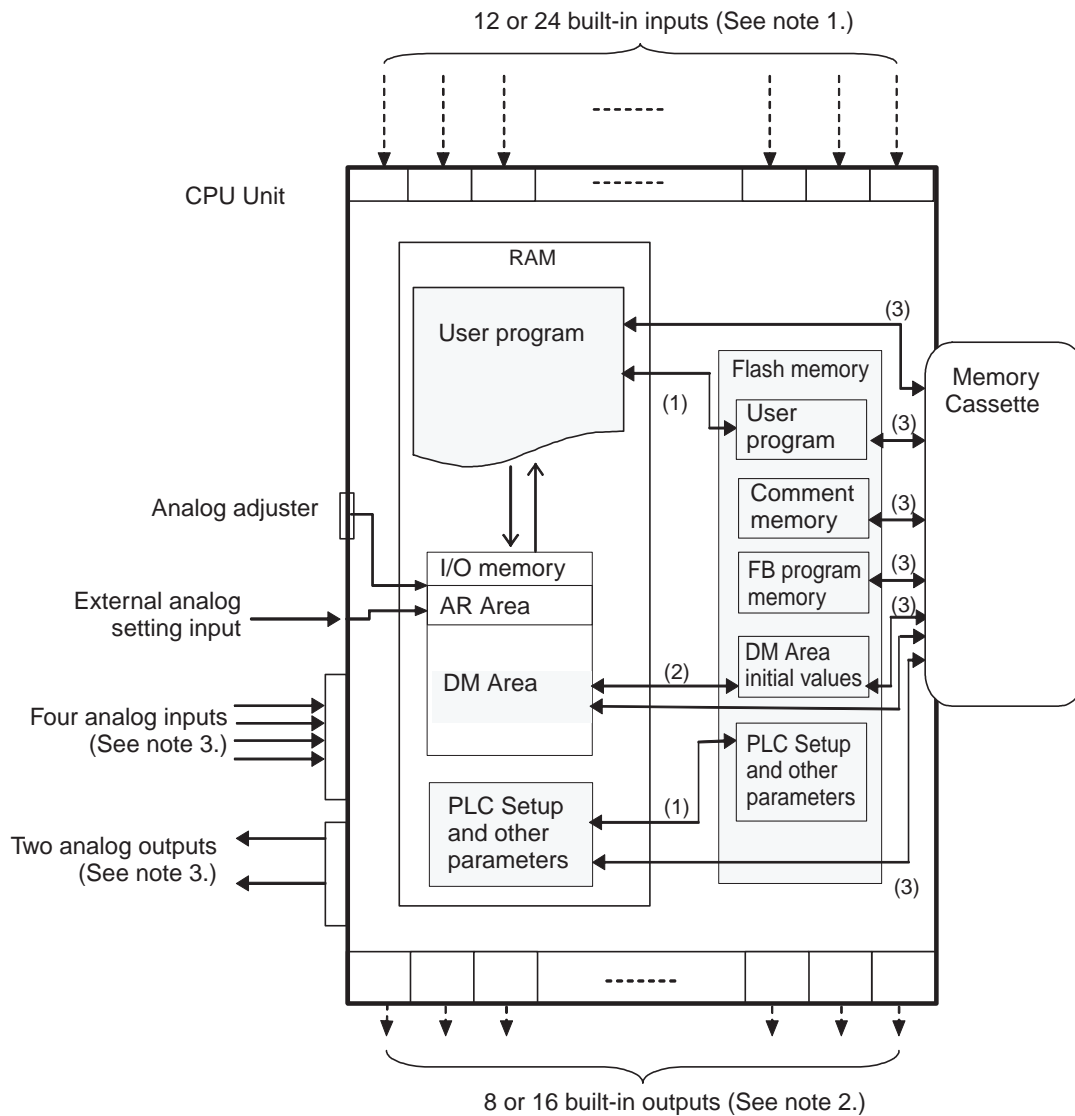 12 or 24 built-in inputs (See note 1.)
CPU Unit
RAM
User program
(3)
Flash memory
Memory
Cassette
(1)
User
program
(3)
Comment
memory
(3)
Analog adjuster
I/O memory
FB program
memory
(3)
AR Area
External analog
setting input
(3)
DM Area
(2)
DM Area
initial values
Four analog inputs
(See note 3.)
PLC Setup
and other
parameters
PLC Setup
and other
parameters
(1)
Two analog outputs
(See note 3.)
(3)
8 or 16 built-in outputs (See note 2.)